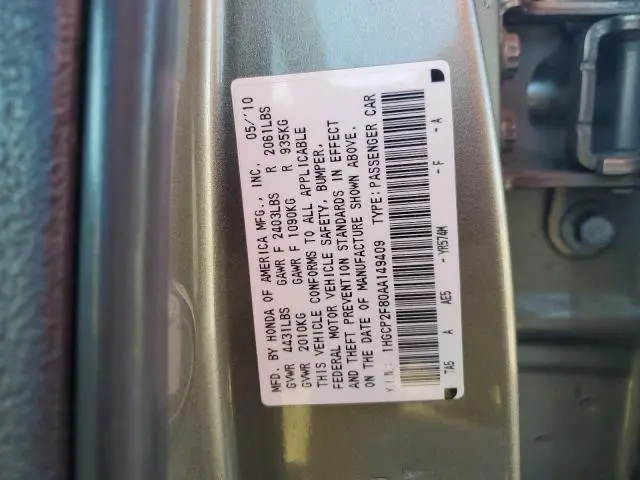 MFD. BY HONDA OF AMERICA MFG., INC. 05/'10
GVWR 4431LBS GAWR F 2403LBS R 2061LBS
GVWR 2010KG GAWR F 1090KG R 935KG
THIS VEHICLE CONFORMS TO ALL APPLICABLE
FEDERAL MOTOR VEHICLE SAFETY, BUMPER,
AND THEFT PREVENTION STANDARDS IN EFFECT
ON THE DATE OF MANUFACTURE SHOWN ABOVE.
V.I.N.: 1HGCP2F80AA149409 TYPE:PASSENGER CAR
TA5 A AE5 - YR574M - F - A